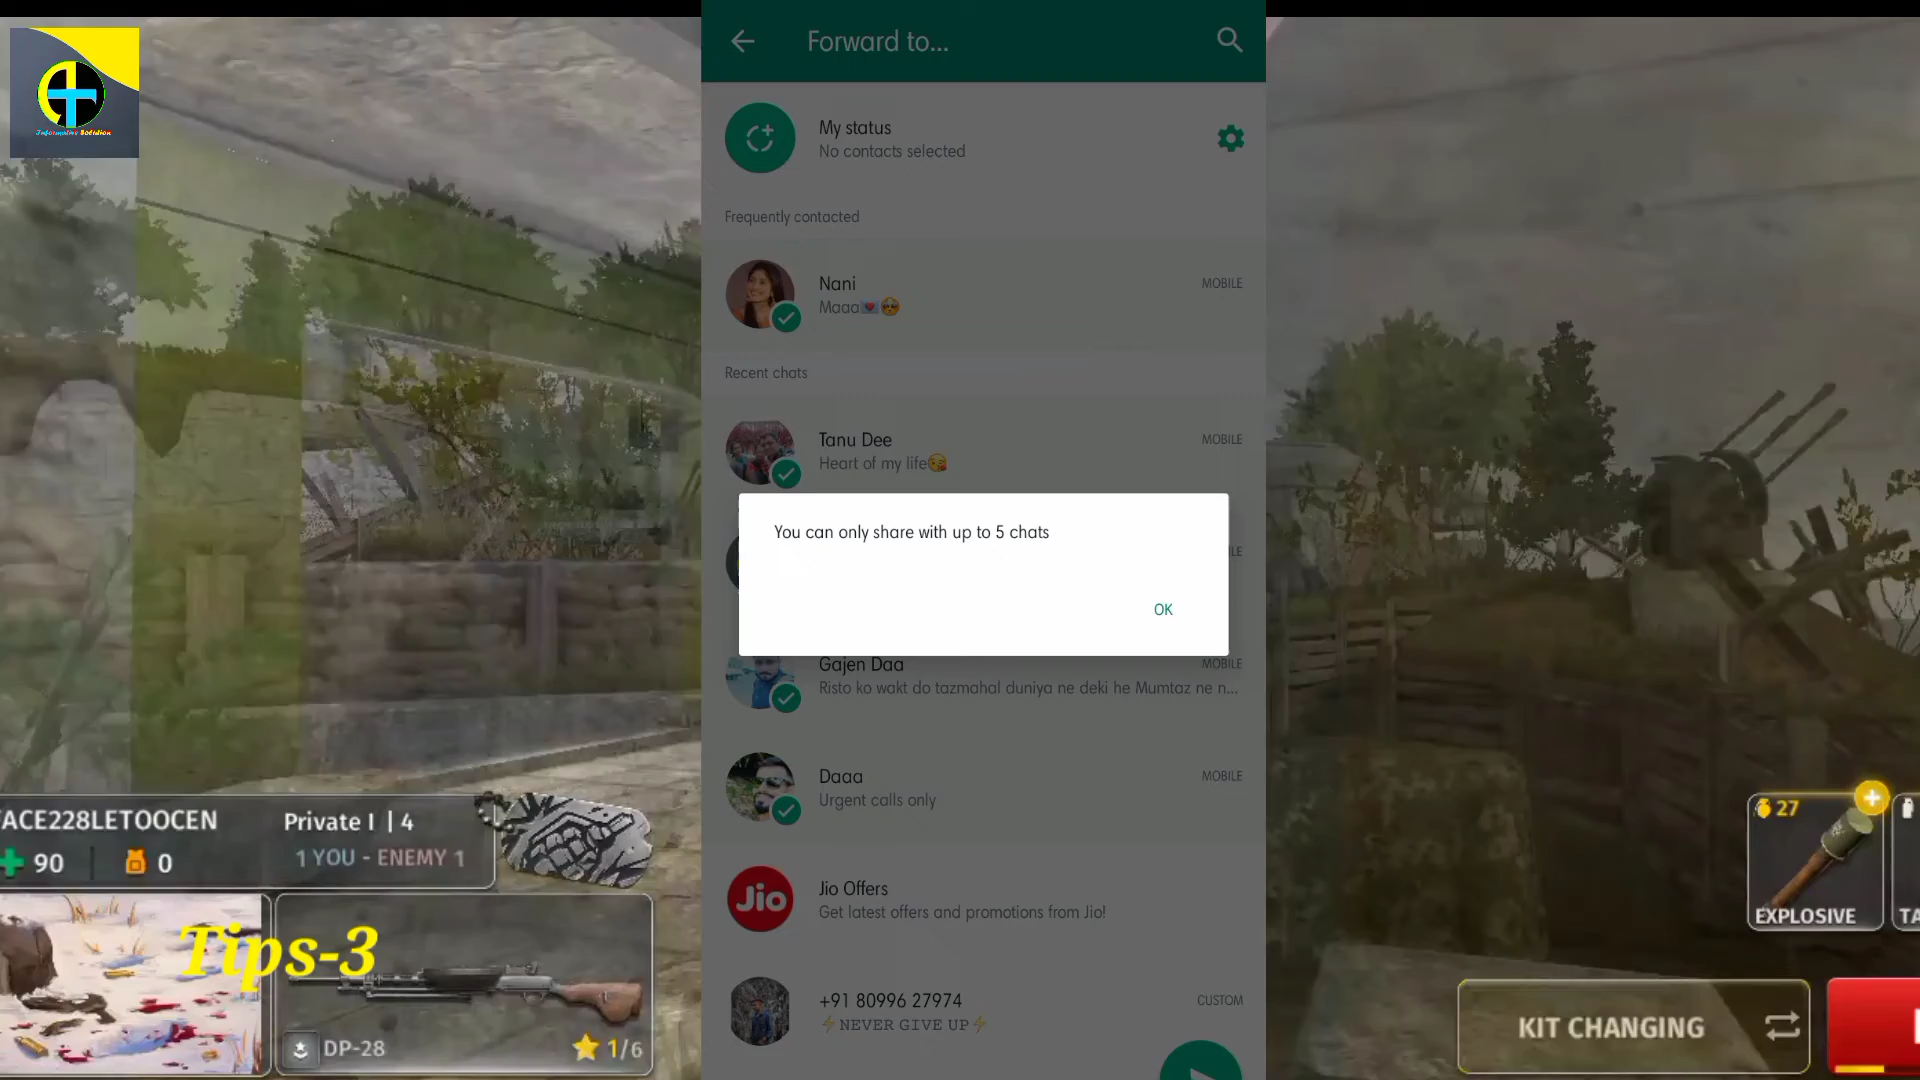 Informative Solution
Forward to...
My status
No contacts selected
Frequently contacted
Nani
MOBILE
Maaa💌🥺
Recent chats
Tanu Dee
MOBILE
Heart of my life😘
You can only share with up to 5 chats
OK
Gajen Daa
MOBILE
Risto ko wakt do tazmahal duniya ne deki he Mumtaz ne n...
Daaa
MOBILE
Urgent calls only
Jio
Jio Offers
Get latest offers and promotions from Jio!
+91 80996 27974
CUSTOM
⚡NEVER GIVE UP⚡
FACE228LETOOCEN
Private I | 4
90
0
1 YOU - ENEMY 1
Tips-3
DP-28
1/6
27
EXPLOSIVE
TA
KIT CHANGING